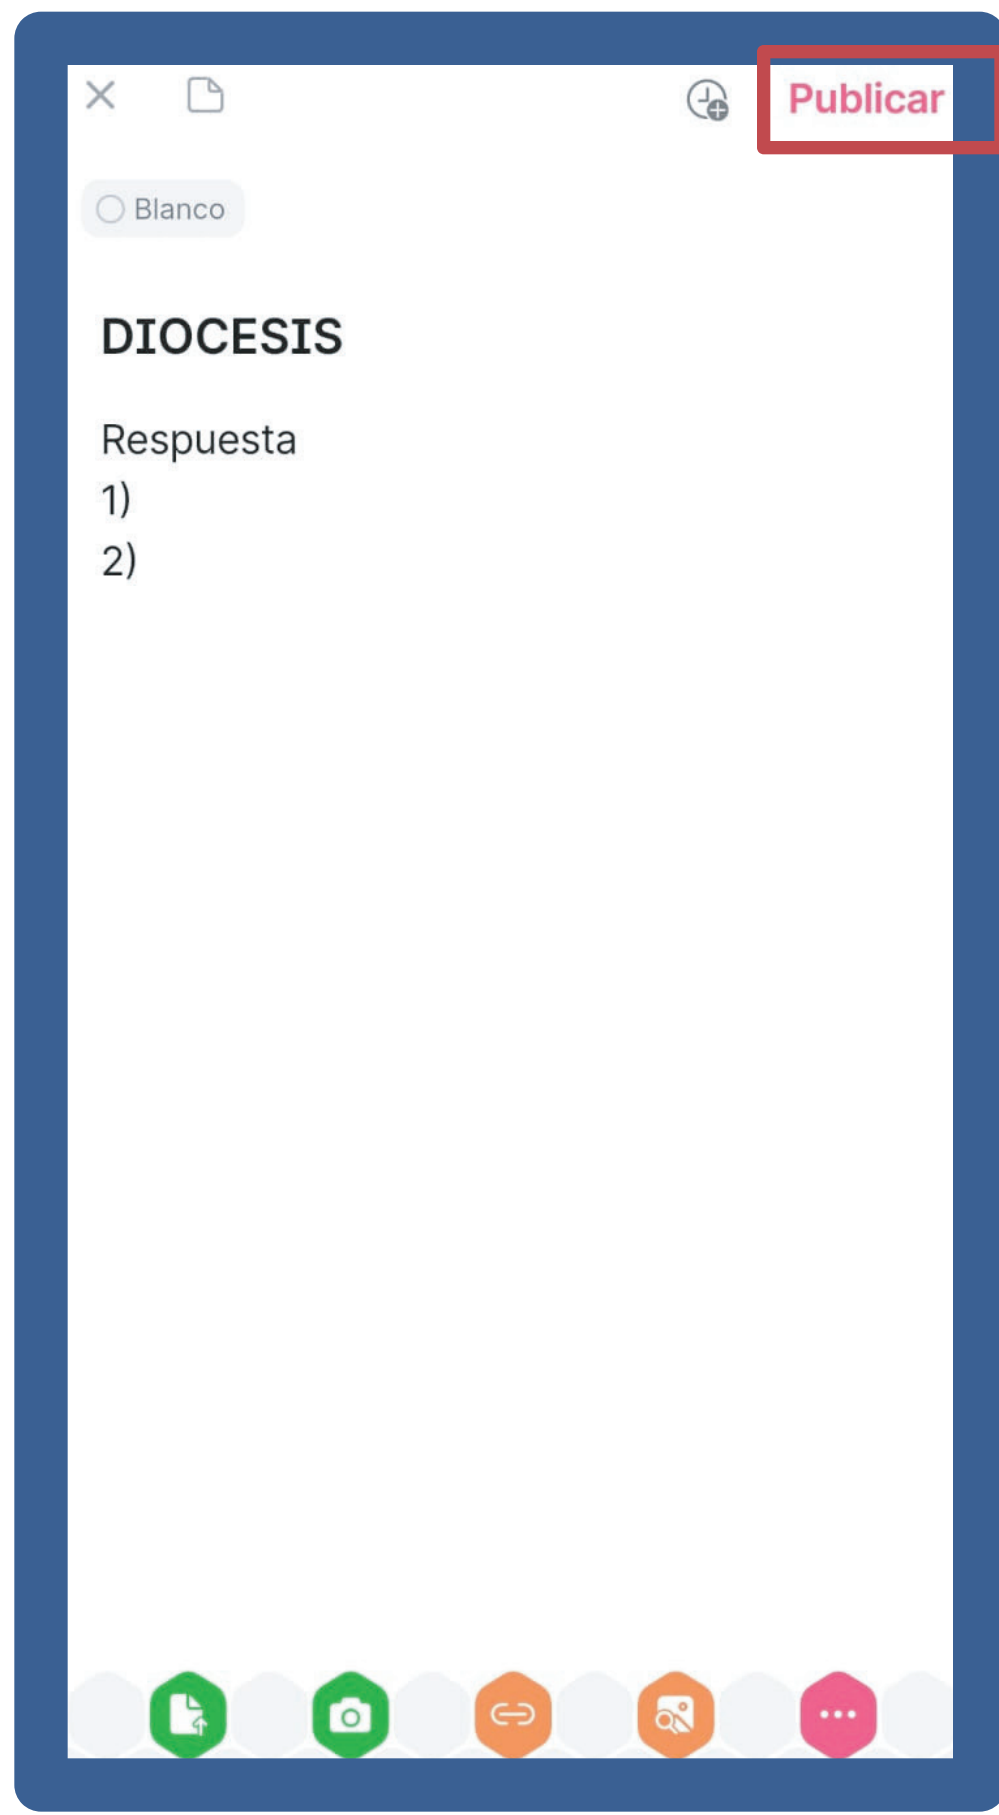 Publicar
Blanco
DIOCESIS
Respuesta
1)
2)